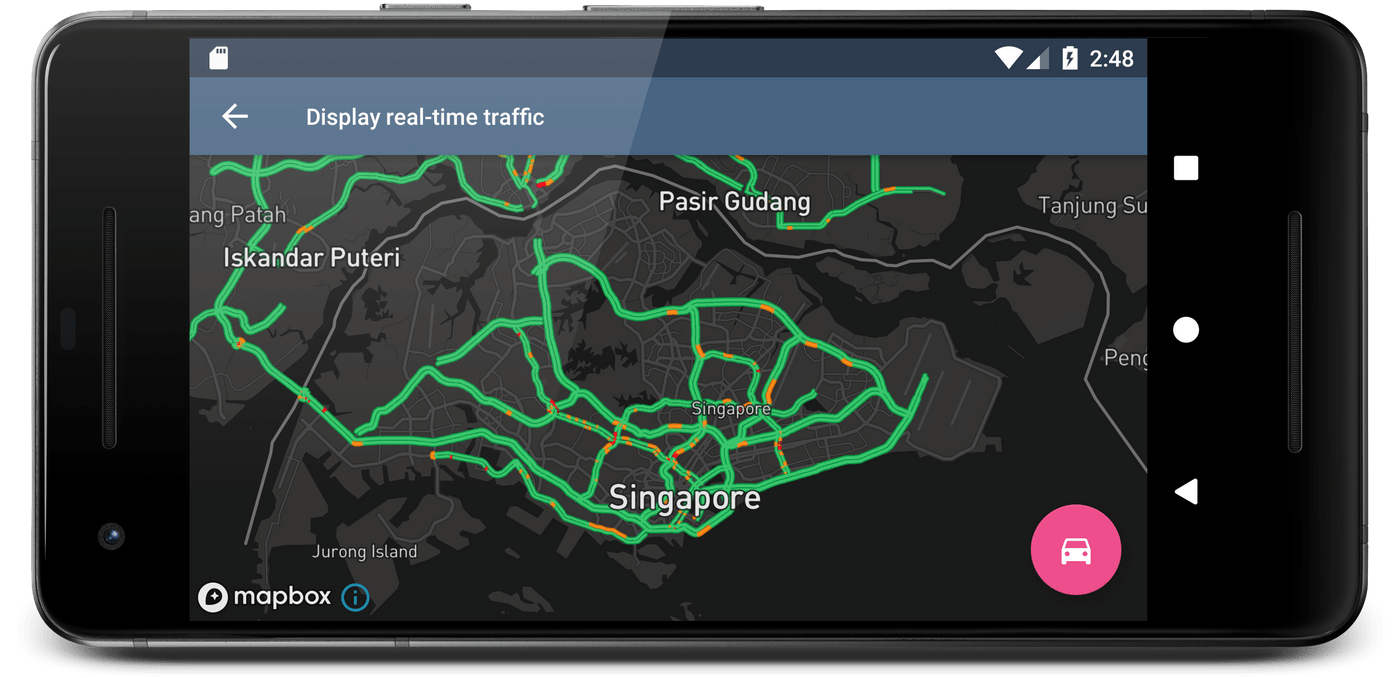 2:48
Display real-time traffic
Pasir Gudang
Tanjung Su
ang Patah
Iskandar Puteri
Peng
Singapore
Singapore
Jurong Island
mapbox